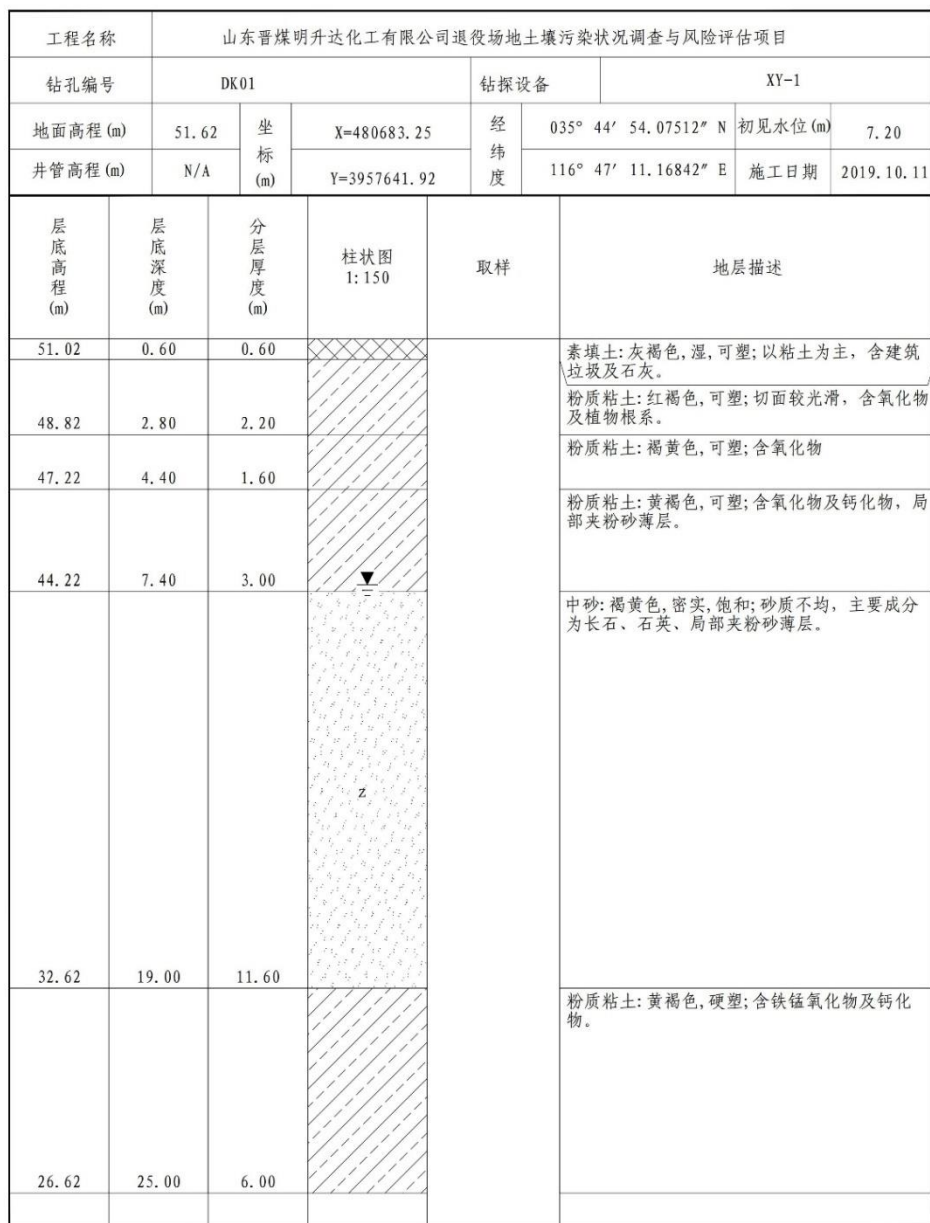 工程名称 山东晋煤明升达化工有限公司退役场地土壤污染状况调查与风险评估项目
钻孔编号 DK01 钻探设备 XY-1
地面高程(m) 51.62 坐标(m) X=480683.25 经纬度 035° 44′ 54.07512″ N 初见水位(m) 7.20
井管高程(m) N/A Y=3957641.92 116° 47′ 11.16842″ E 施工日期 2019.10.11
层底高程(m) 层底深度(m) 分层厚度(m) 柱状图 1:150 取样 地层描述
51.02 0.60 0.60 素填土:灰褐色,湿,可塑;以粘土为主,含建筑
垃圾及石灰。
粉质粘土:红褐色,可塑;切面较光滑,含氧化物
及植物根系。
48.82 2.80 2.20
粉质粘土:褐黄色,可塑;含氧化物
47.22 4.40 1.60
粉质粘土:黄褐色,可塑;含氧化物及钙化物,局
部夹粉砂薄层。
44.22 7.40 3.00
中砂:褐黄色,密实,饱和;砂质不均,主要成分
为长石、石英、局部夹粉砂薄层。
z
32.62 19.00 11.60
粉质粘土:黄褐色,硬塑;含铁锰氧化物及钙化
物。
26.62 25.00 6.00